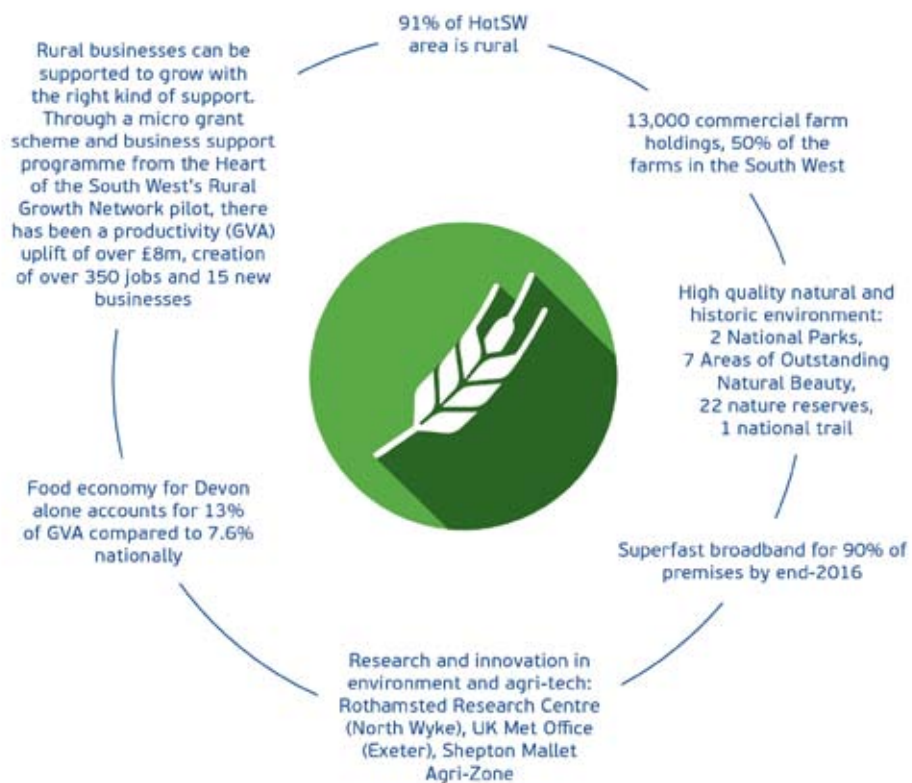 91% of HotSW
area is rural
13,000 commercial farm
holdings, 50% of the
farms in the South West
High quality natural and
historic environment:
2 National Parks,
7 Areas of Outstanding
Natural Beauty,
22 nature reserves,
1 national trail
Superfast broadband for 90% of
premises by end-2016
Research and innovation in
environment and agri-tech:
Rothamsted Research Centre
(North Wyke), UK Met Office
(Exeter), Shepton Mallet
Agri-Zone
Food economy for Devon
alone accounts for 13%
of GVA compared to 7.6%
nationally
Rural businesses can be
supported to grow with
the right kind of support.
Through a micro grant
scheme and business support
programme from the Heart
of the South West's Rural
Growth Network pilot, there
has been a productivity (GVA)
uplift of over £8m, creation
of over 350 jobs and 15 new
businesses